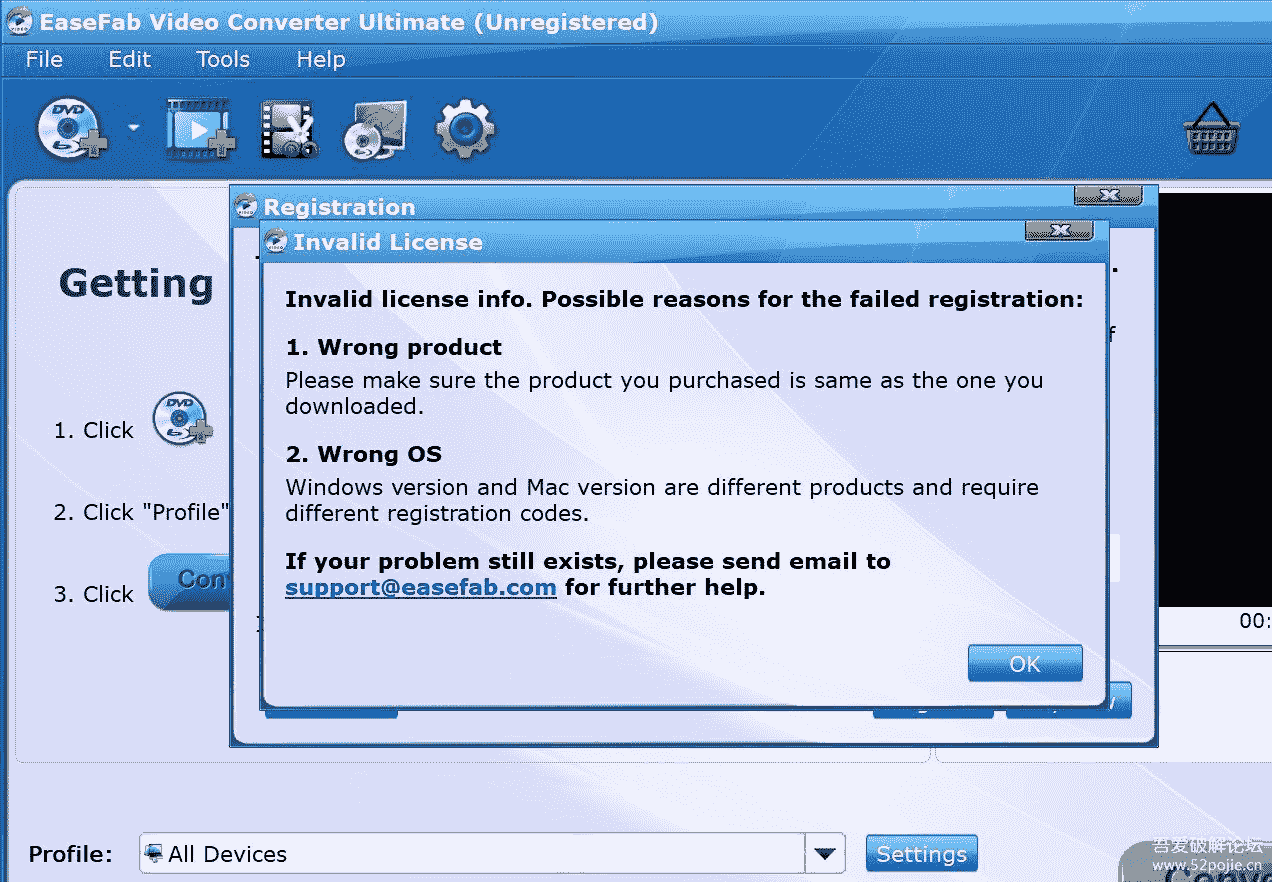 EaseFab Video Converter Ultimate (Unregistered)
File Edit Tools Help
DVD
Registration
Invalid License
Getting
Invalid license info. Possible reasons for the failed registration:
1. Wrong product
Please make sure the product you purchased is same as the one you
downloaded.
DVD
1. Click
2. Wrong OS
Windows version and Mac version are different products and require
different registration codes.
2. Click "Profile"
If your problem still exists, please send email to
support@easefab.com for further help.
3. Click
Con
00:
OK
Profile: All Devices Settings
吾爱破解论坛
www.52pojie.cn